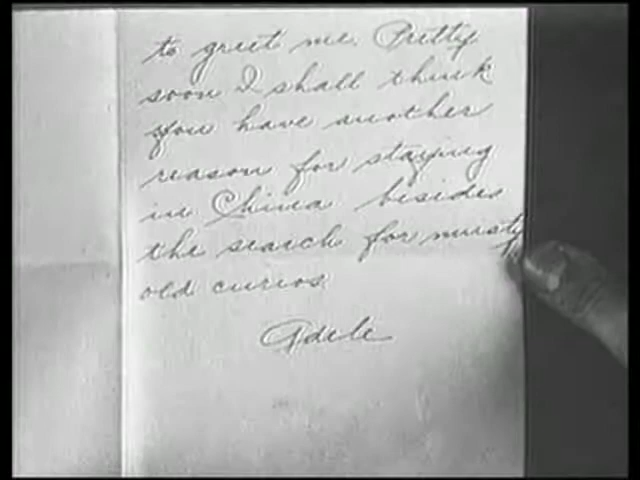 to greet me. Pretty
soon I shall think
you have another
reason for staying
in China besides
the search for musty
old curios.
Adele